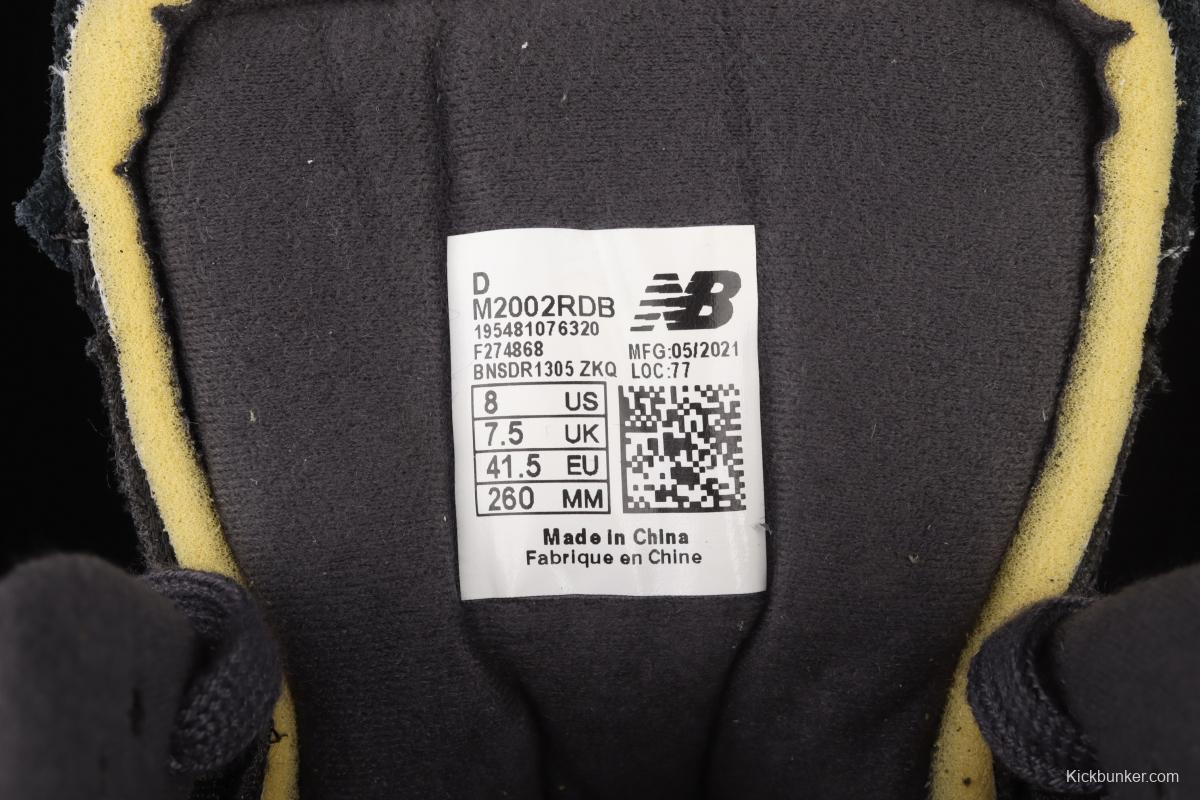 D
M2002RDB
195481076320
F274868
BNSDR1305 ZKQ
NB
MFG:05/2021
LOC:77
8 US
7.5 UK
41.5 EU
260 MM
Made in China
Fabrique en Chine
Kickbunker.com